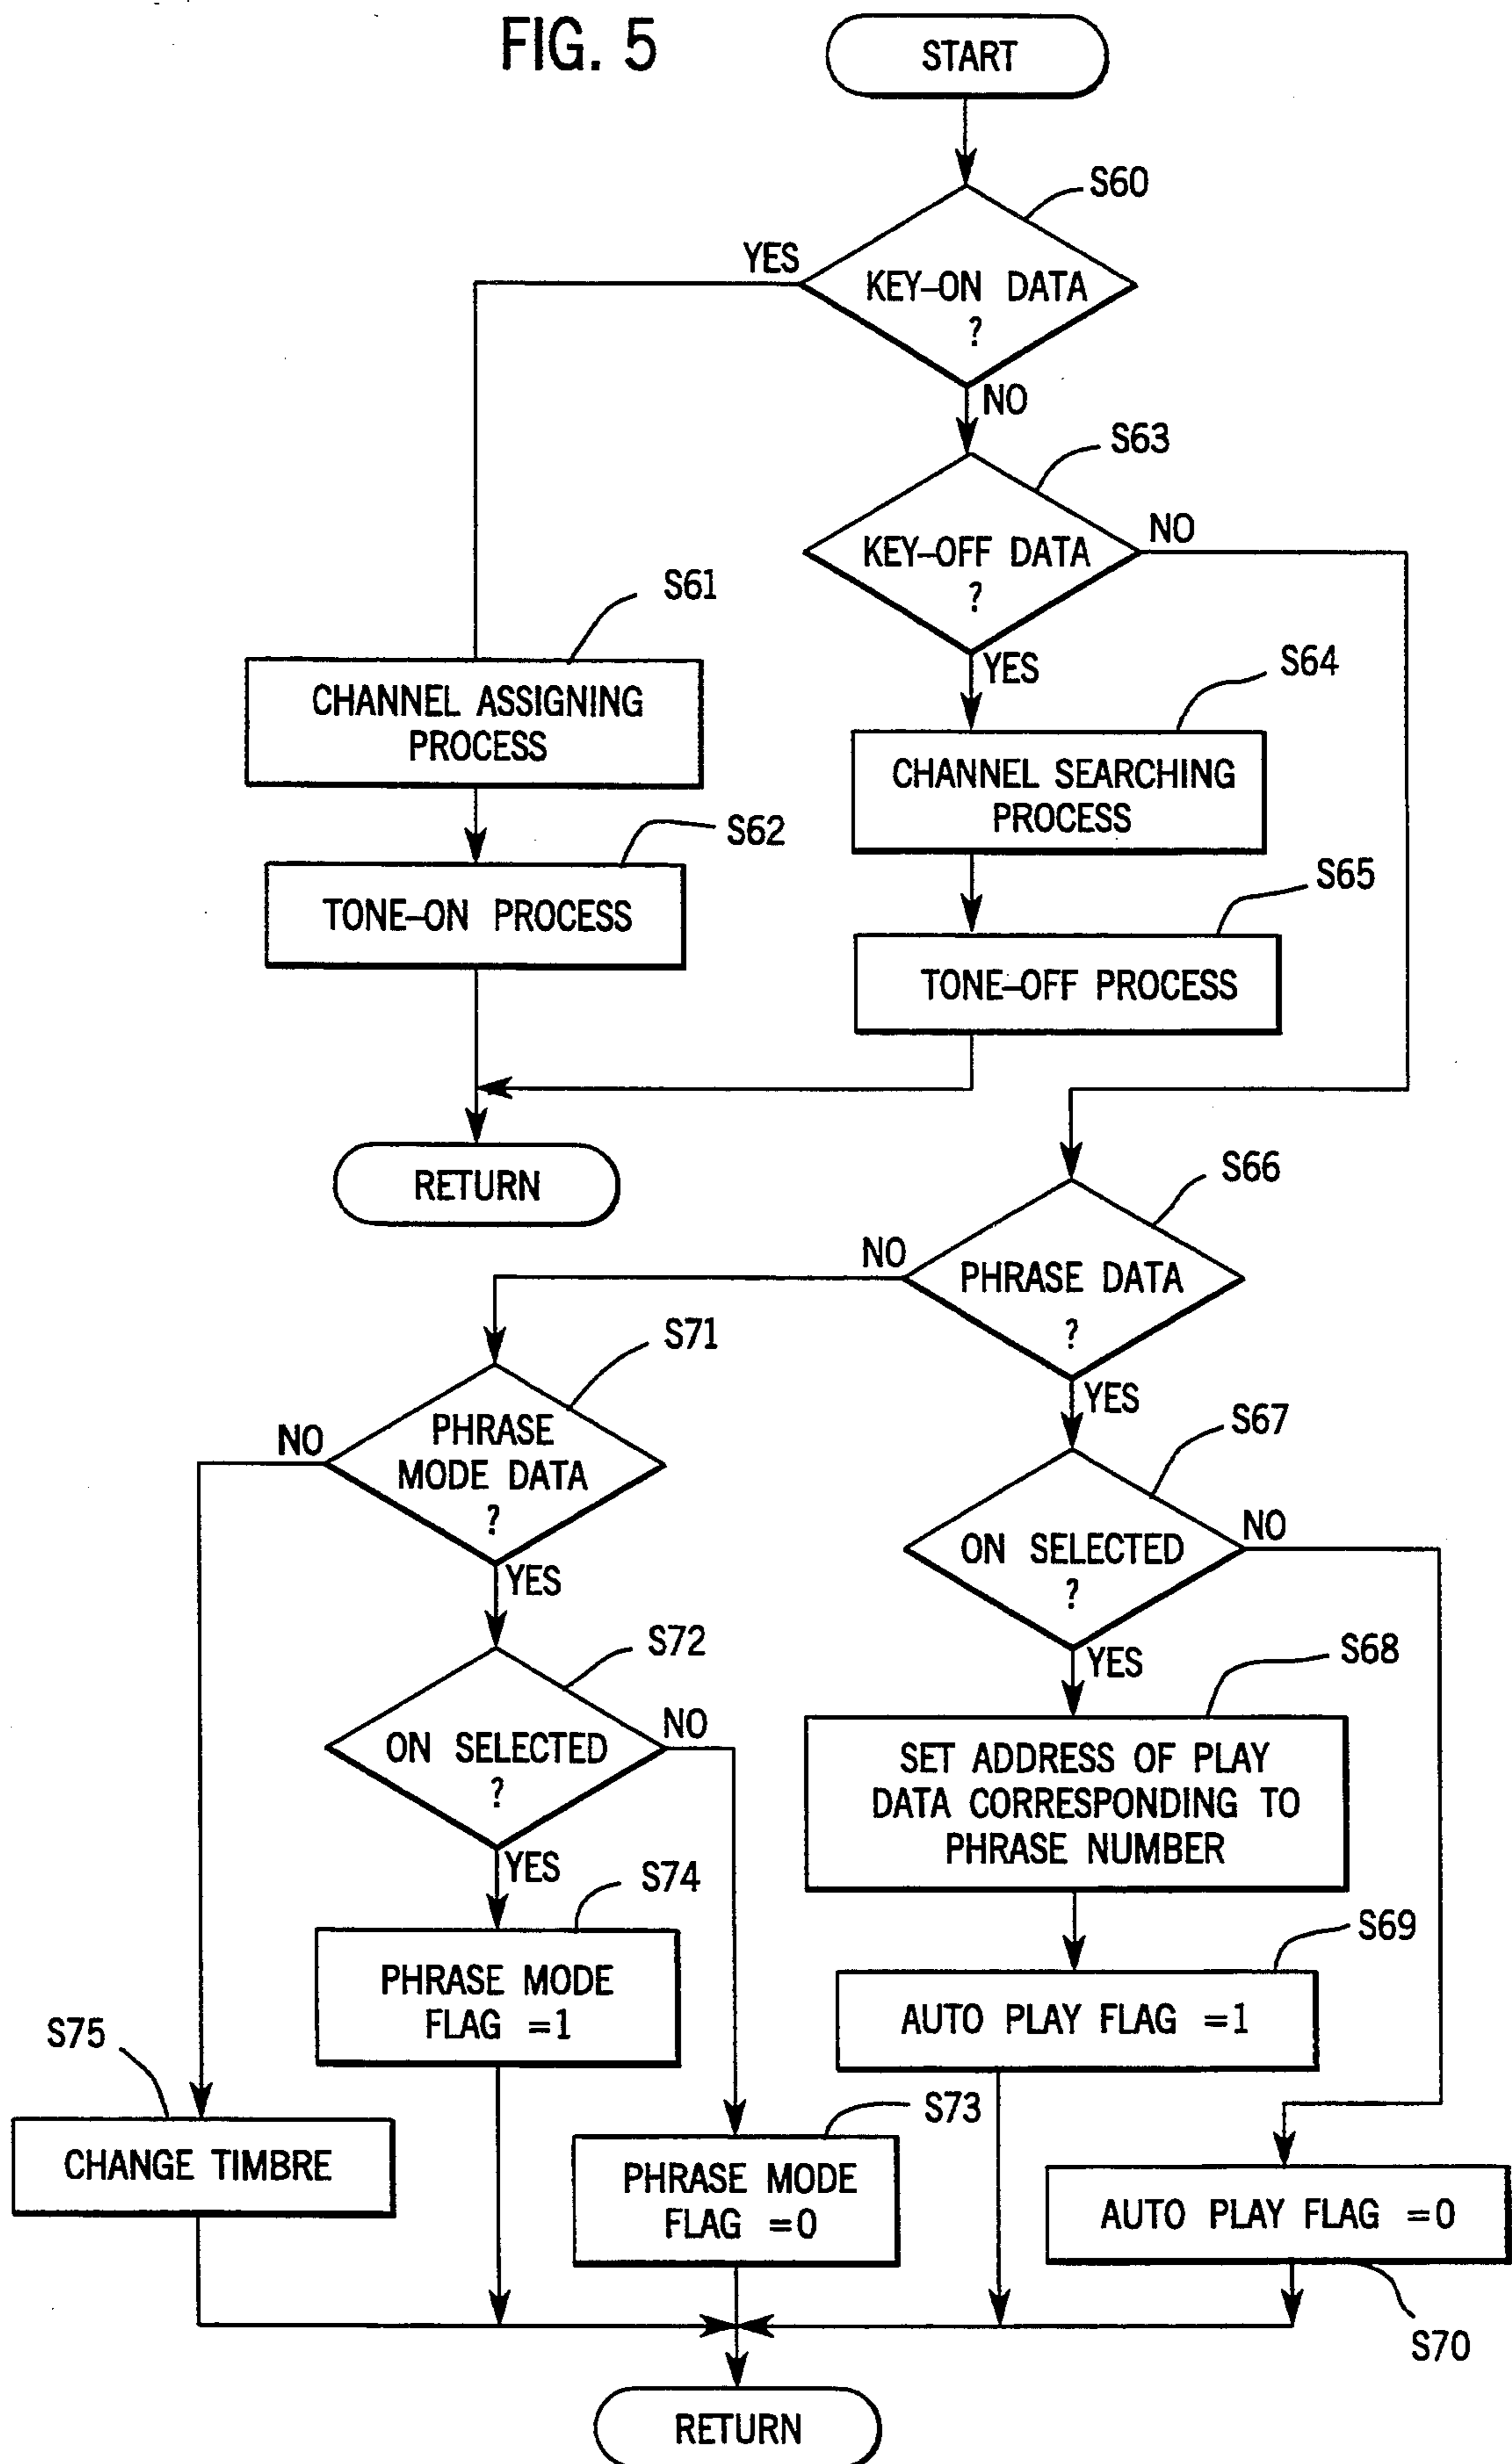 FIG. 5
START
S60
YES
KEY-ON DATA
?
NO
S63
NO
KEY-OFF DATA
?
YES
S61
CHANNEL ASSIGNING
PROCESS
S64
CHANNEL SEARCHING
PROCESS
S62
TONE-ON PROCESS
S65
TONE-OFF PROCESS
RETURN
S66
NO
PHRASE DATA
?
YES
S71
NO
PHRASE
MODE DATA
?
YES
S67
NO
ON SELECTED
?
YES
S72
NO
ON SELECTED
?
YES
S68
SET ADDRESS OF PLAY
DATA CORRESPONDING TO
PHRASE NUMBER
S74
PHRASE MODE
FLAG =1
S69
AUTO PLAY FLAG =1
S75
CHANGE TIMBRE
S73
PHRASE MODE
FLAG =0
AUTO PLAY FLAG =0
S70
RETURN